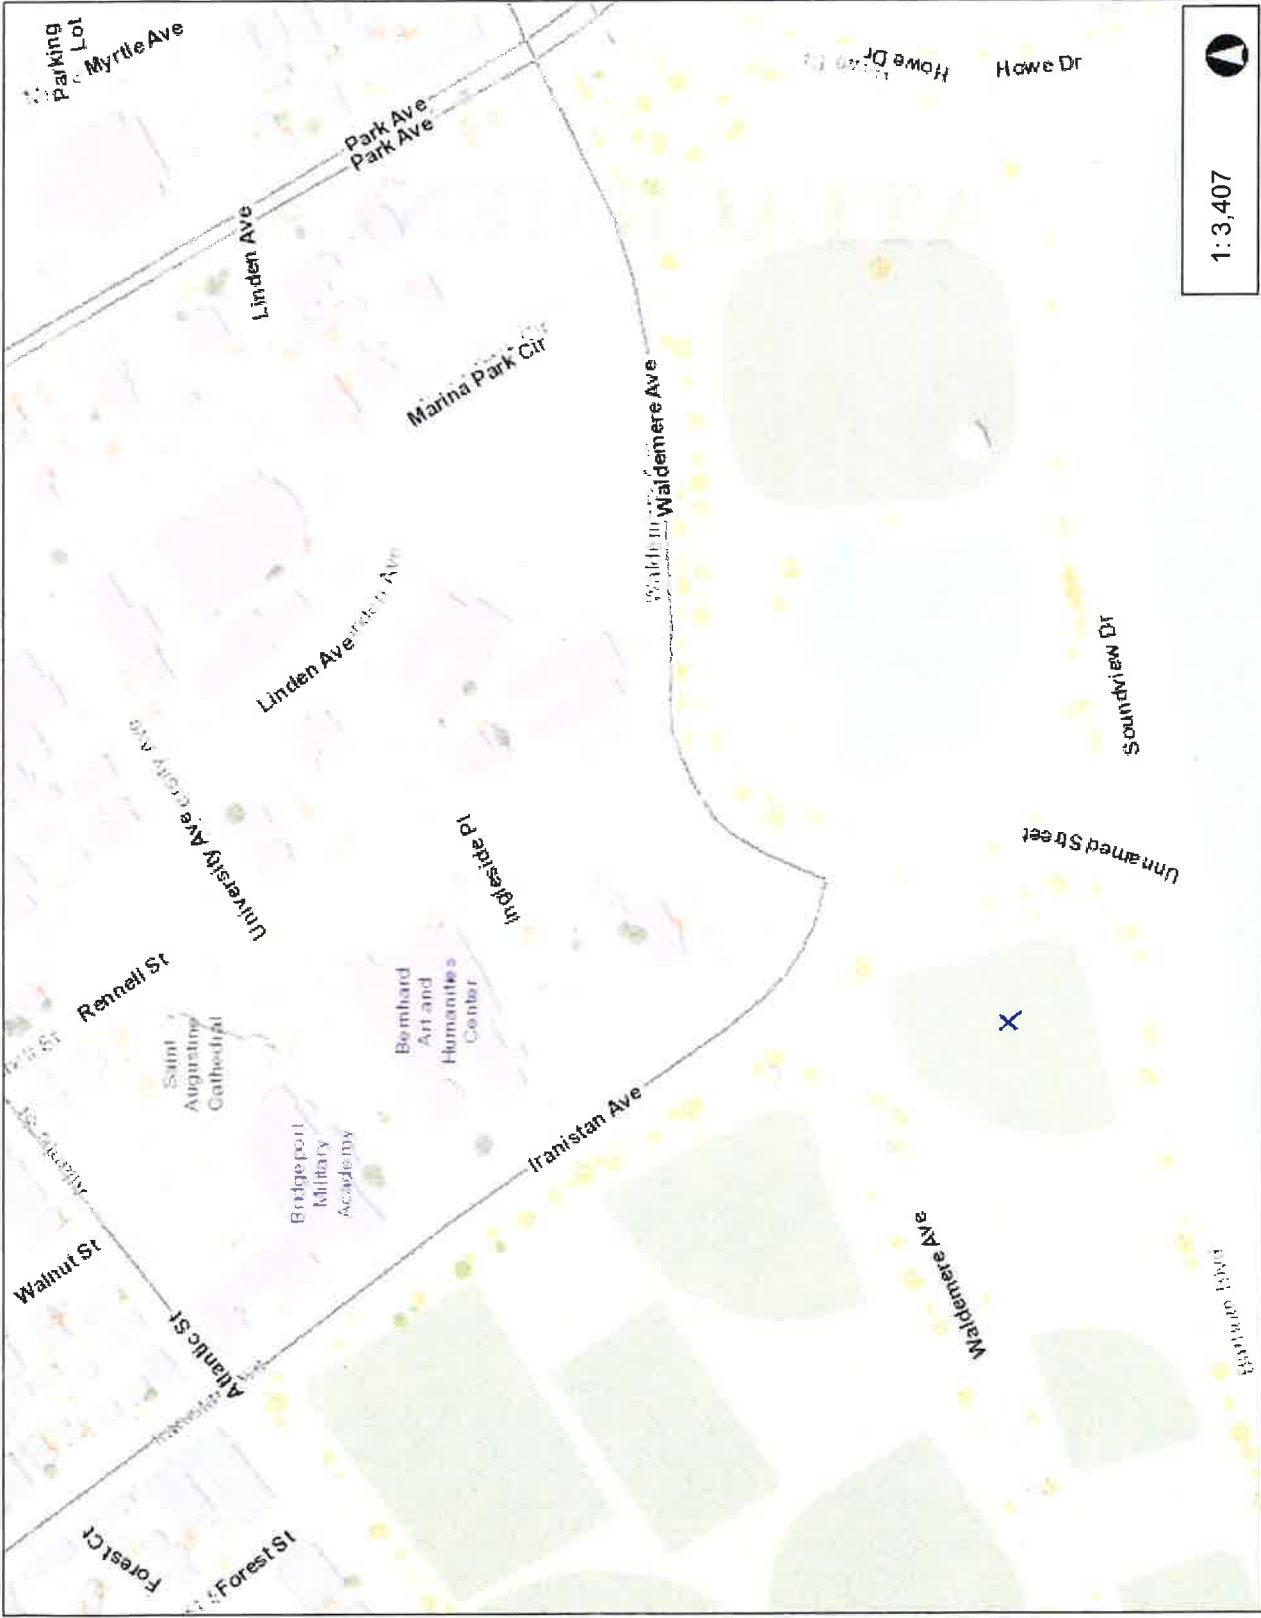 Parking
Lot
Myrtle Ave
Park Ave
Park Ave
Linden Ave
Marina Park Cir
Howe Dr
Howe Dr
1: 3,407
Waldemere Ave
Linden Ave
University Ave
Ingleside Pl
Soundview Dr
Unnamed Street
Rennell St
Saint
Augustine
Cathedral
Bernhard
Art and
Humanities
Center
Bridgeport
Military
Academy
Iranistan Ave
Walnut St
Atlantic St
Waldemere Ave
Forest Ct
Forest St